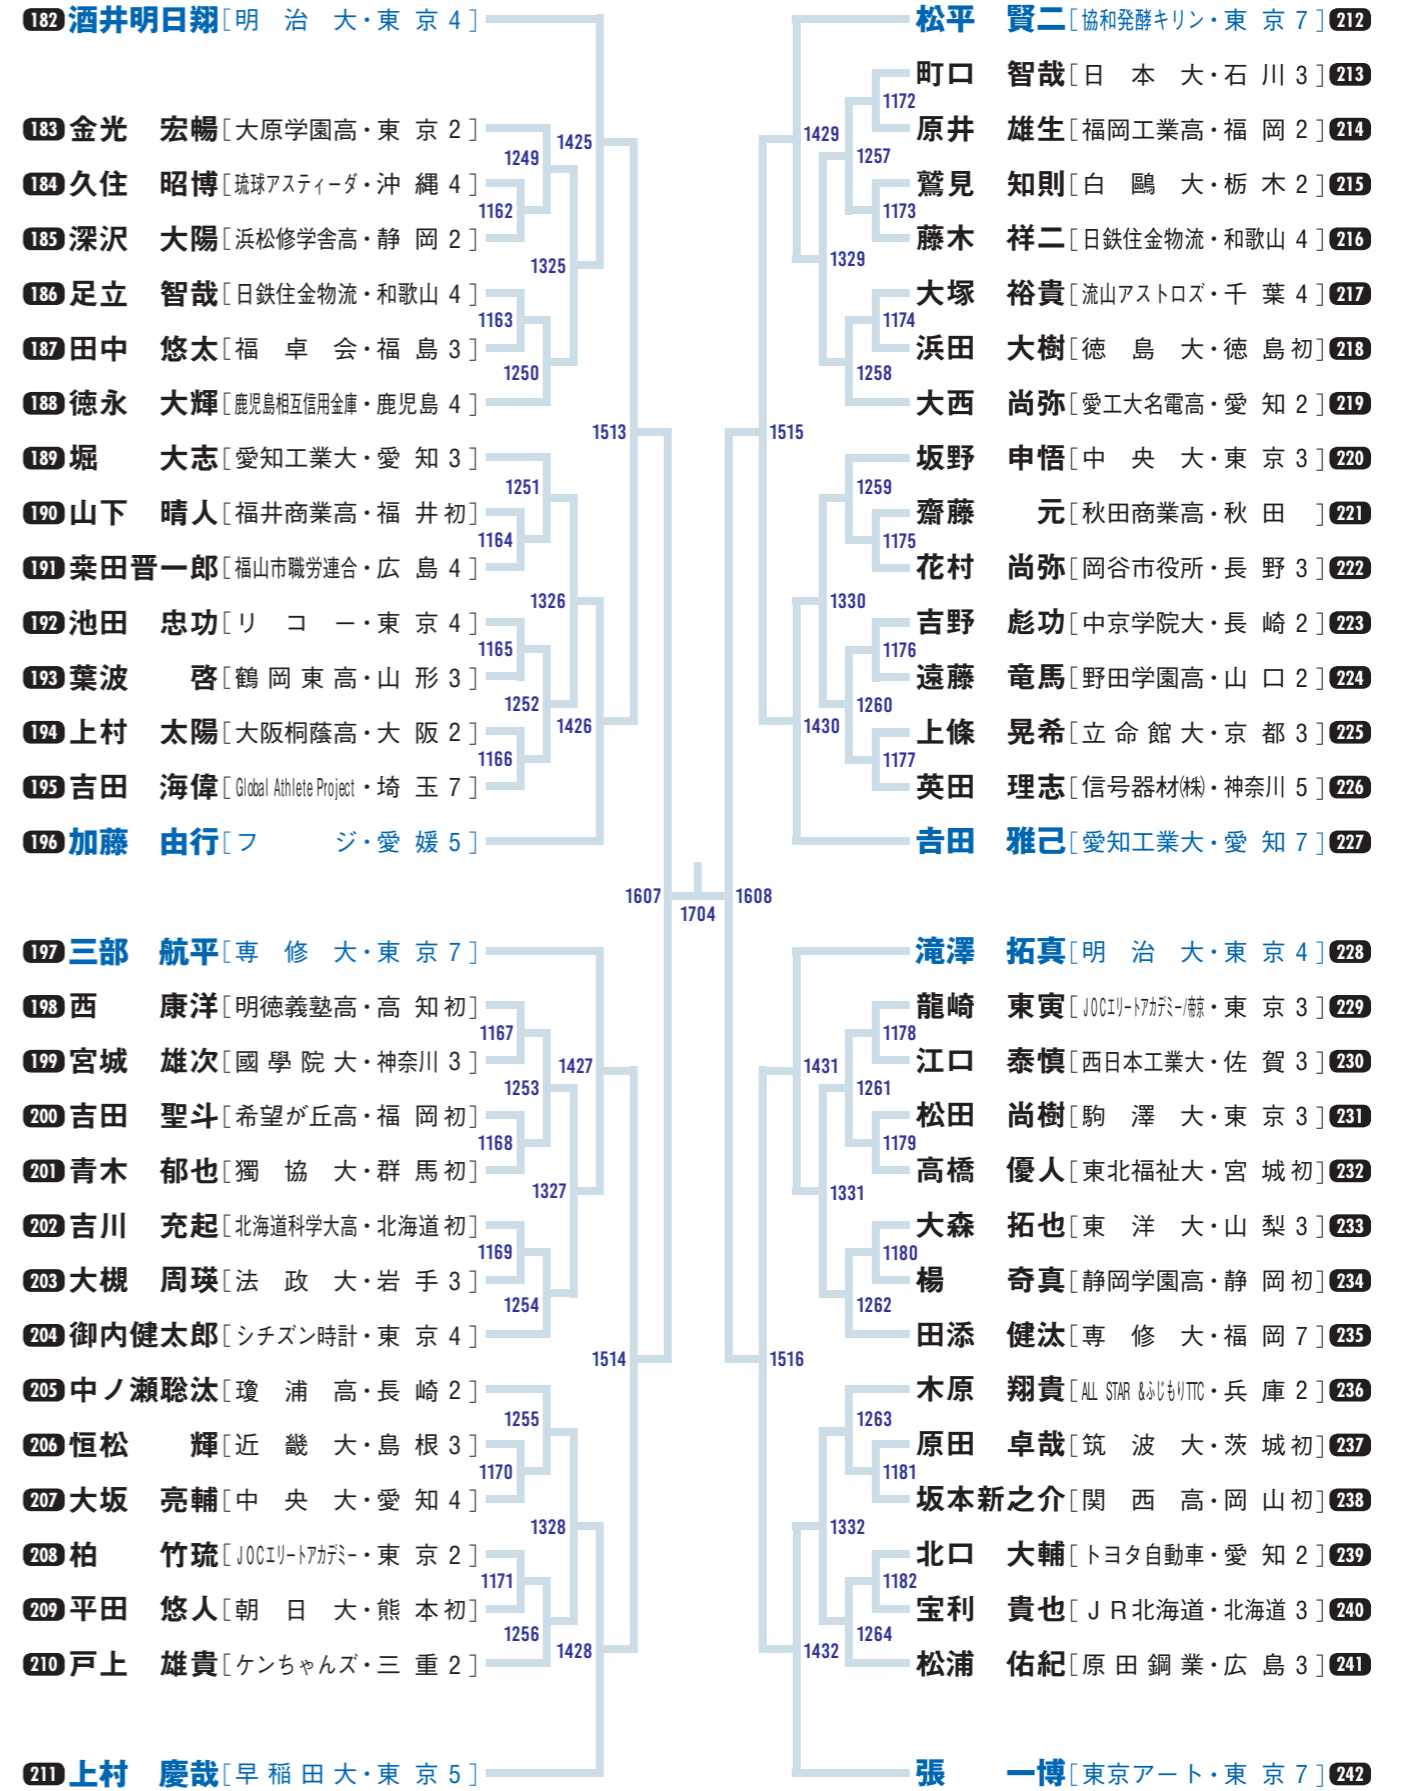 182 酒井明日翔［明治大・東京4］
183 金光 宏暢［大原学園高・東京2］
184 久住 昭博［琉球アスティーダ・沖縄4］
185 深沢 大陽［浜松修学舎高・静岡2］
186 足立 智哉［日鉄住金物流・和歌山4］
187 田中 悠太［福卓会・福島3］
188 徳永 大輝［鹿児島相互信用金庫・鹿児島4］
189 堀 大志［愛知工業大・愛知3］
190 山下 晴人［福井商業高・福井初］
191 桒田晋一郎［福山市職労連合・広島4］
192 池田 忠功［リコー・東京4］
193 葉波 啓［鶴岡東高・山形3］
194 上村 太陽［大阪桐蔭高・大阪2］
195 吉田 海偉［Global Athlete Project・埼玉7］
196 加藤 由行［フジ・愛媛5］
197 三部 航平［専修大・東京7］
198 西 康洋［明徳義塾高・高知初］
199 宮城 雄次［國學院大・神奈川3］
200 吉田 聖斗［希望が丘高・福岡初］
201 青木 郁也［獨協大・群馬初］
202 吉川 充起［北海道科学大高・北海道初］
203 大槻 周瑛［法政大・岩手3］
204 御内健太郎［シチズン時計・東京4］
205 中ノ瀬聡汰［瓊浦高・長崎2］
206 恒松 輝［近畿大・島根3］
207 大坂 亮輔［中央大・愛知4］
208 柏 竹琉［JOCエリートアカデミー・東京2］
209 平田 悠人［朝日大・熊本初］
210 戸上 雄貴［ケンちゃんズ・三重2］
211 上村 慶哉［早稲田大・東京5］
1162
1163
1164
1165
1166
1167
1168
1169
1170
1171
1249
1250
1251
1252
1253
1254
1255
1256
1325
1326
1327
1328
1425
1426
1427
1428
1513
1514
1607
1704
1608
1515
1516
1429
1430
1431
1432
1329
1330
1331
1332
1257
1258
1259
1260
1261
1262
1263
1264
1172
1173
1174
1175
1176
1177
1178
1179
1180
1181
1182
松平 賢二［協和発酵キリン・東京7］212
町口 智哉［日本大・石川3］213
原井 雄生［福岡工業高・福岡2］214
鷲見 知則［白鷗大・栃木2］215
藤木 祥二［日鉄住金物流・和歌山4］216
大塚 裕貴［流山アストロズ・千葉4］217
浜田 大樹［徳島大・徳島初］218
大西 尚弥［愛工大名電高・愛知2］219
坂野 申悟［中央大・東京3］220
齋藤 元［秋田商業高・秋田］221
花村 尚弥［岡谷市役所・長野3］222
吉野 彪功［中京学院大・長崎2］223
遠藤 竜馬［野田学園高・山口2］224
上條 晃希［立命館大・京都3］225
英田 理志［信号器材㈱・神奈川5］226
吉田 雅己［愛知工業大・愛知7］227
滝澤 拓真［明治大・東京4］228
龍崎 東寅［JOCエリートアカデミー/帝京・東京3］229
江口 泰慎［西日本工業大・佐賀3］230
松田 尚樹［駒澤大・東京3］231
高橋 優人［東北福祉大・宮城初］232
大森 拓也［東洋大・山梨3］233
楊 奇真［静岡学園高・静岡初］234
田添 健汰［専修大・福岡7］235
木原 翔貴［ALL STAR &ふじもりTTC・兵庫2］236
原田 卓哉［筑波大・茨城初］237
坂本新之介［関西高・岡山初］238
北口 大輔［トヨタ自動車・愛知2］239
宝利 貴也［ＪＲ北海道・北海道3］240
松浦 佑紀［原田鋼業・広島3］241
張 一博［東京アート・東京7］242